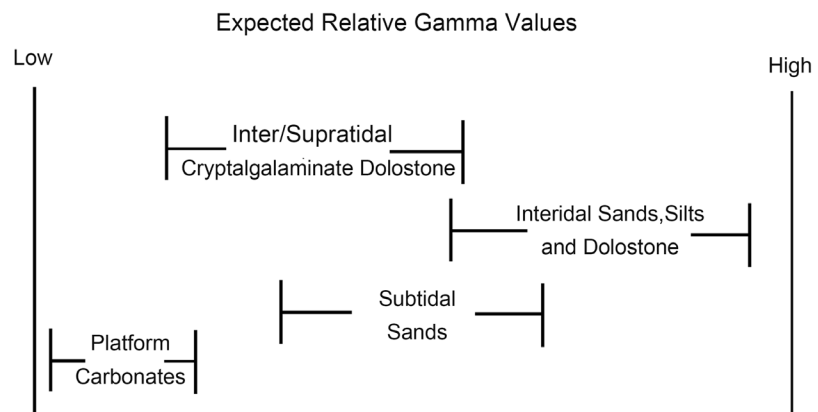 Expected Relative Gamma Values
Low
High
Inter/Supratidal
Cryptalgalaminate Dolostone
Interidal Sands,Silts
and Dolostone
Subtidal
Sands
Platform
Carbonates